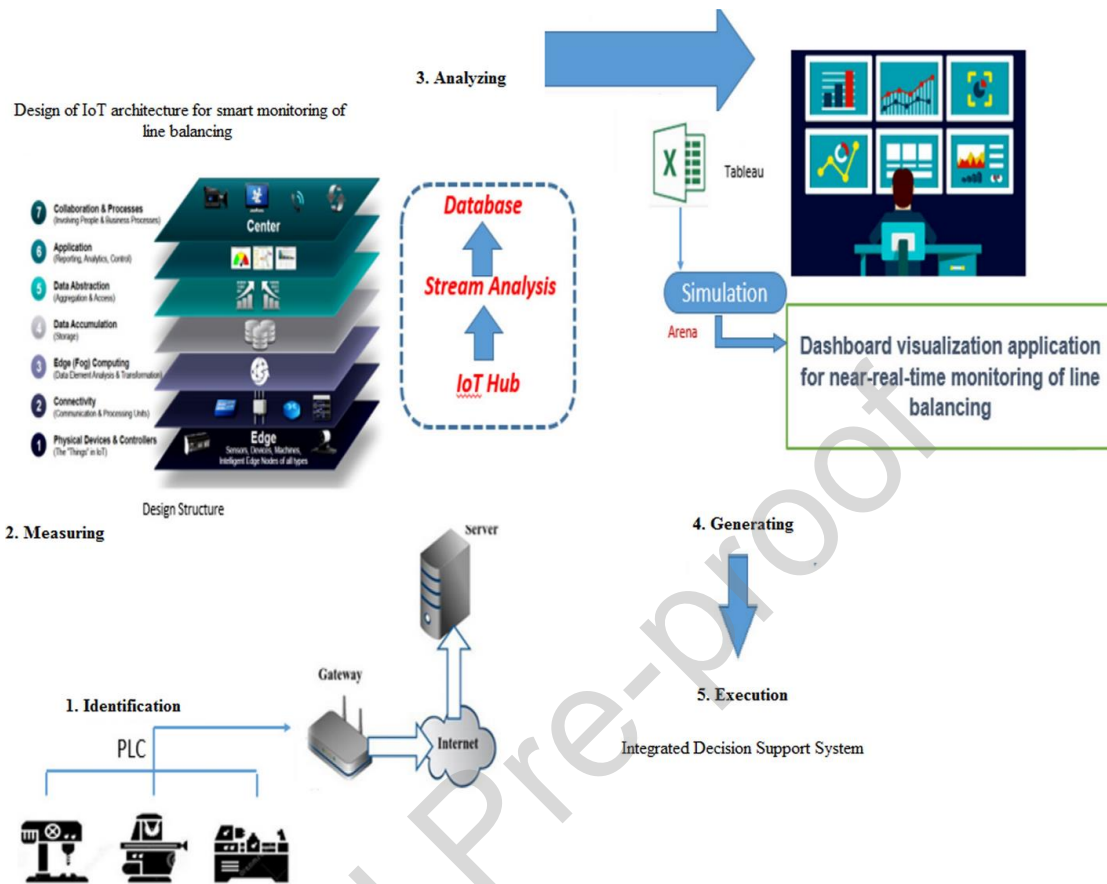 3. Analyzing
Design of IoT architecture for smart monitoring of
line balancing
7 Collaboration & Processes
(Involving People & Business Processes)
6 Application
(Reporting, Analytics, Control)
5 Data Abstraction
(Aggregation & Access)
4 Data Accumulation
(Storage)
3 Edge (Fog) Computing
(Data Element Analysis & Transformation)
2 Connectivity
(Communication & Processing Units)
1 Physical Devices & Controllers
(The "Things" in IoT)
Center
Edge
Sensors, Devices, Machines,
Intelligent Edge Nodes of all types
Design Structure
Database
Stream Analysis
IoT Hub
X
Tableau
Simulation
Arena
Dashboard visualization application
for near-real-time monitoring of line
balancing
2. Measuring
Server
4. Generating
Gateway
Internet
1. Identification
PLC
5. Execution
Integrated Decision Support System
Pre-proof